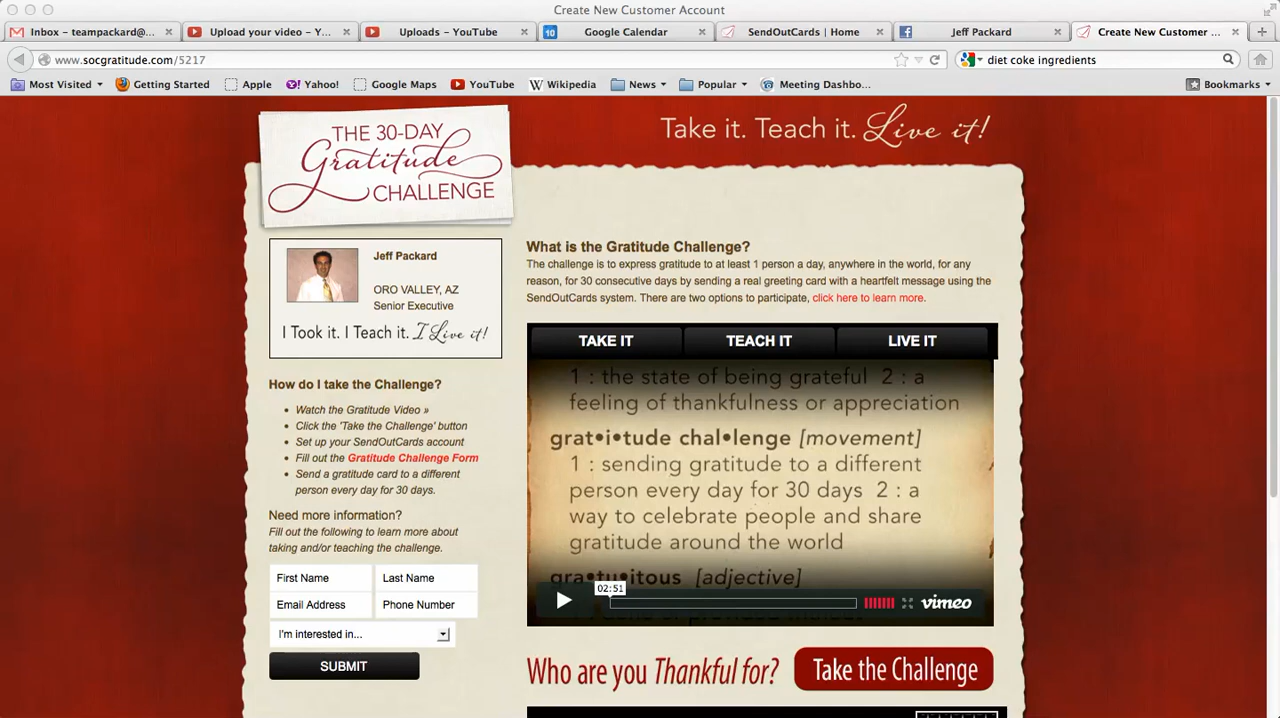 Create New Customer Account
Inbox - teampackard@...
Upload your video - Y...
Uploads - YouTube
10
Google Calendar
SendOutCards | Home
Jeff Packard
Create New Customer ...
www.socgratitude.com/5217
diet coke ingredients
Most Visited
Getting Started
Apple
Yahoo!
Google Maps
YouTube
Wikipedia
News
Popular
Meeting Dashbo...
Bookmarks
THE 30-DAY
Gratitude
CHALLENGE
Take it. Teach it. Live it!
Jeff Packard
ORO VALLEY, AZ
Senior Executive
I Took it. I Teach it. I Live it!
How do I take the Challenge?
• Watch the Gratitude Video »
• Click the 'Take the Challenge' button
• Set up your SendOutCards account
• Fill out the Gratitude Challenge Form
• Send a gratitude card to a different
person every day for 30 days.
Need more information?
Fill out the following to learn more about
taking and/or teaching the challenge.
First Name
Last Name
Email Address
Phone Number
I'm interested in...
SUBMIT
What is the Gratitude Challenge?
The challenge is to express gratitude to at least 1 person a day, anywhere in the world, for any
reason, for 30 consecutive days by sending a real greeting card with a heartfelt message using the
SendOutCards system. There are two options to participate, click here to learn more.
TAKE IT
TEACH IT
LIVE IT
1 : the state of being grateful 2 : a
feeling of thankfulness or appreciation
grat•i•tude chal•lenge [movement]
1 : sending gratitude to a different
person every day for 30 days 2 : a
way to celebrate people and share
gratitude around the world
gra•tu•itous [adjective]
02:51
vimeo
Who are you Thankful for?
Take the Challenge